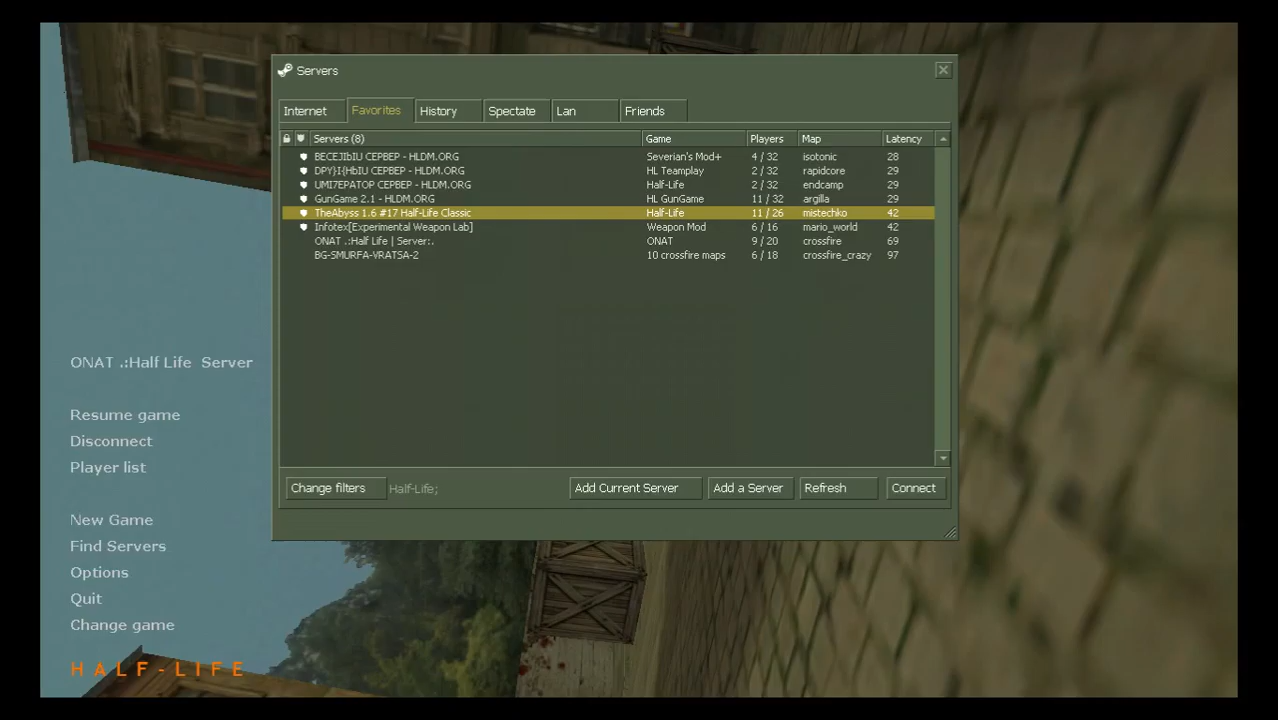 Servers
Internet Favorites History Spectate Lan Friends
Servers (8) Game Players Map Latency
BECEJIbIU CEPBEP - HLDM.ORG Severian's Mod+ 4 / 32 isotonic 28
DPY}I{HbIU CEPBEP - HLDM.ORG HL Teamplay 2 / 32 rapidcore 29
UMI7EPATOP CEPBEP - HLDM.ORG Half-Life 2 / 32 endcamp 29
GunGame 2.1 - HLDM.ORG HL GunGame 11 / 32 argilla 29
TheAbyss 1.6 #17 Half-Life Classic Half-Life 11 / 26 mistechko 42
Infotex[Experimental Weapon Lab] Weapon Mod 6 / 16 mario_world 42
ONAT .:Half Life | Server:. ONAT 9 / 20 crossfire 69
BG-SMURFA-VRATSA-2 10 crossfire maps 6 / 18 crossfire_crazy 97
Change filters Half-Life; Add Current Server Add a Server Refresh Connect
ONAT .:Half Life Server
Resume game
Disconnect
Player list
New Game
Find Servers
Options
Quit
Change game
HALF-LIFE